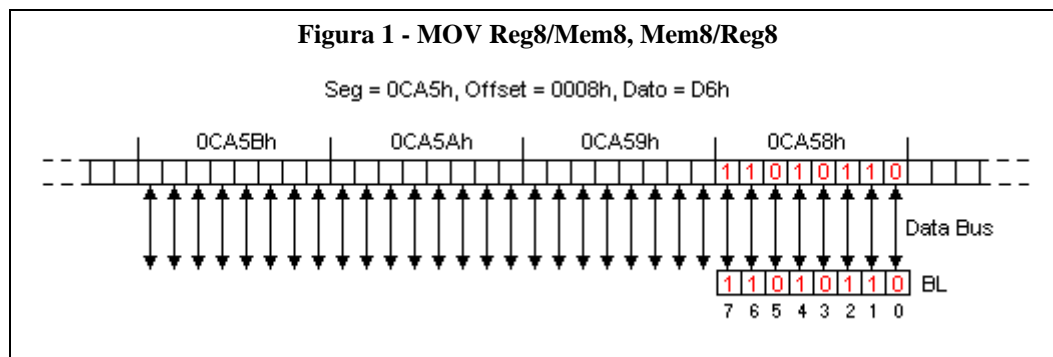 Figura 1 - MOV Reg8/Mem8, Mem8/Reg8
Seg = 0CA5h, Offset = 0008h, Dato = D6h
0CA5Bh 0CA5Ah 0CA59h 0CA58h
1 1 0 1 0 1 1 0
Data Bus
1 1 0 1 0 1 1 0 BL
7 6 5 4 3 2 1 0